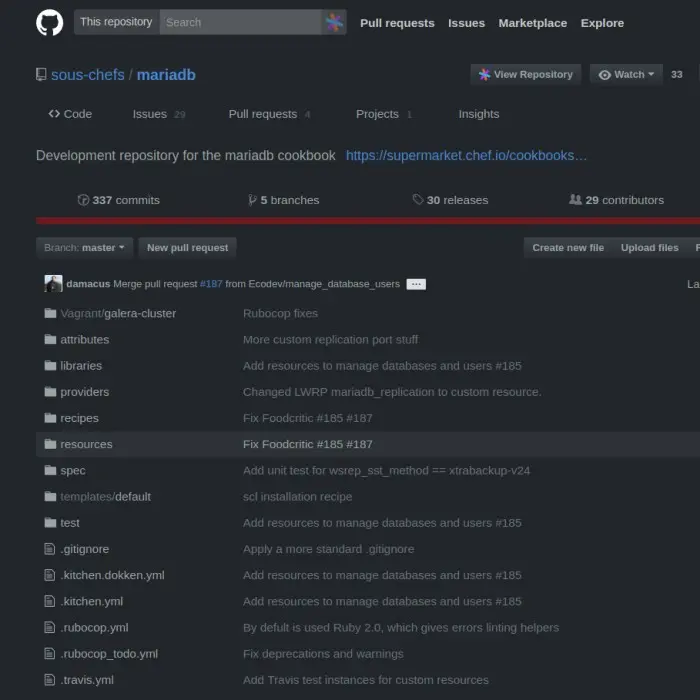 This repository Search Pull requests Issues Marketplace Explore
sous-chefs / mariadb View Repository Watch 33
Code Issues 29 Pull requests 4 Projects 1 Insights
Development repository for the mariadb cookbook https://supermarket.chef.io/cookbooks…
337 commits 5 branches 30 releases 29 contributors
Branch: master New pull request Create new file Upload files F
damacus Merge pull request #187 from Ecodev/manage_database_users ... La
Vagrant/galera-cluster Rubocop fixes
attributes More custom replication port stuff
libraries Add resources to manage databases and users #185
providers Changed LWRP mariadb_replication to custom resource.
recipes Fix Foodcritic #185 #187
resources Fix Foodcritic #185 #187
spec Add unit test for wsrep_sst_method == xtrabackup-v24
templates/default scl installation recipe
test Add resources to manage databases and users #185
.gitignore Apply a more standard .gitignore
.kitchen.dokken.yml Add resources to manage databases and users #185
.kitchen.yml Add resources to manage databases and users #185
.rubocop.yml By defult is used Ruby 2.0, which gives errors linting helpers
.rubocop_todo.yml Fix deprecations and warnings
.travis.yml Add Travis test instances for custom resources